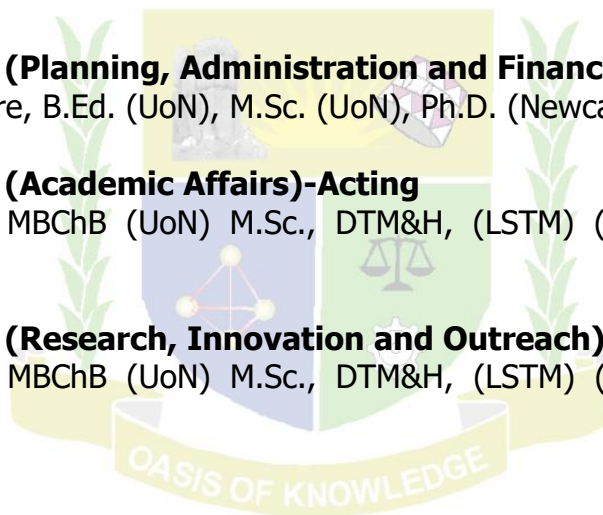 (Planning, Administration and Financ
re, B.Ed. (UoN), M.Sc. (UoN), Ph.D. (Newca
(Academic Affairs)-Acting
MBChB (UoN) M.Sc., DTM&H, (LSTM) (
(Research, Innovation and Outreach)
MBChB (UoN) M.Sc., DTM&H, (LSTM) (
OASIS OF KNOWLEDGE